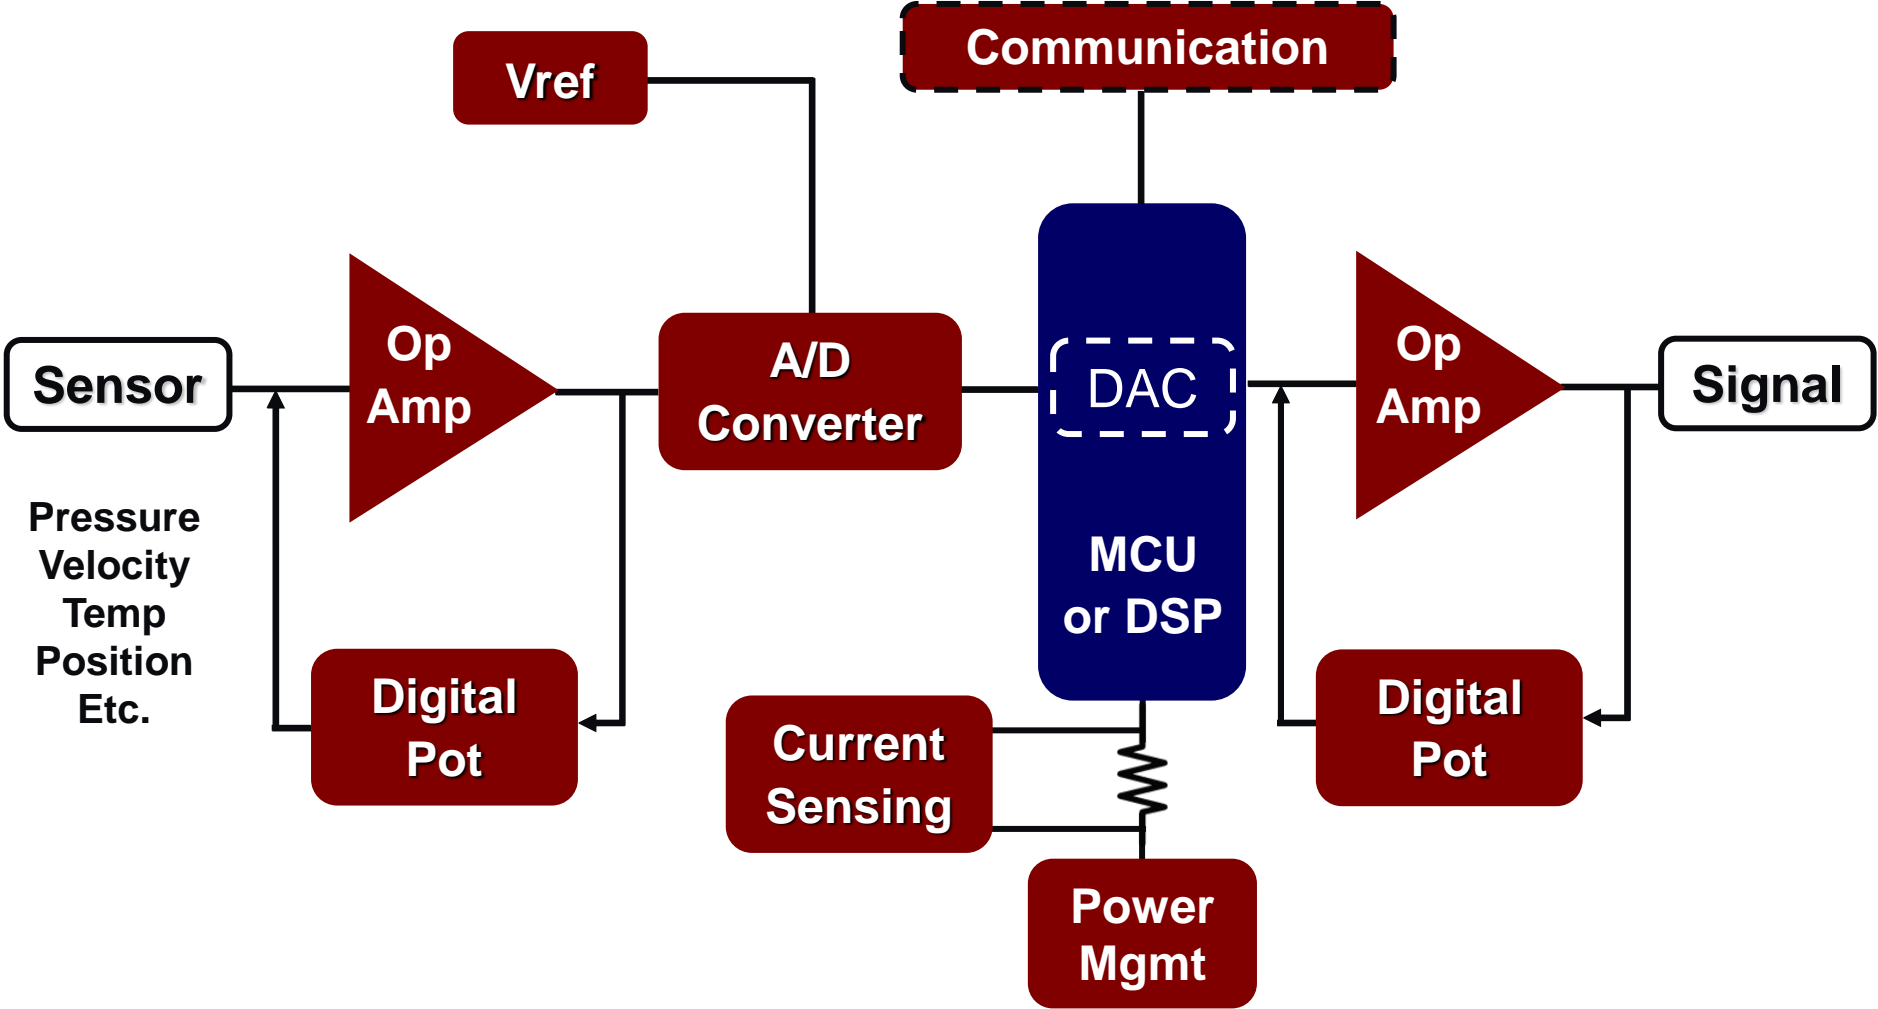 Communication
Vref
Sensor
Op
Amp
A/D
Converter
DAC
Op
Amp
Signal
Pressure
Velocity
Temp
Position
Etc.
MCU
or DSP
Digital
Pot
Current
Sensing
Digital
Pot
Power
Mgmt